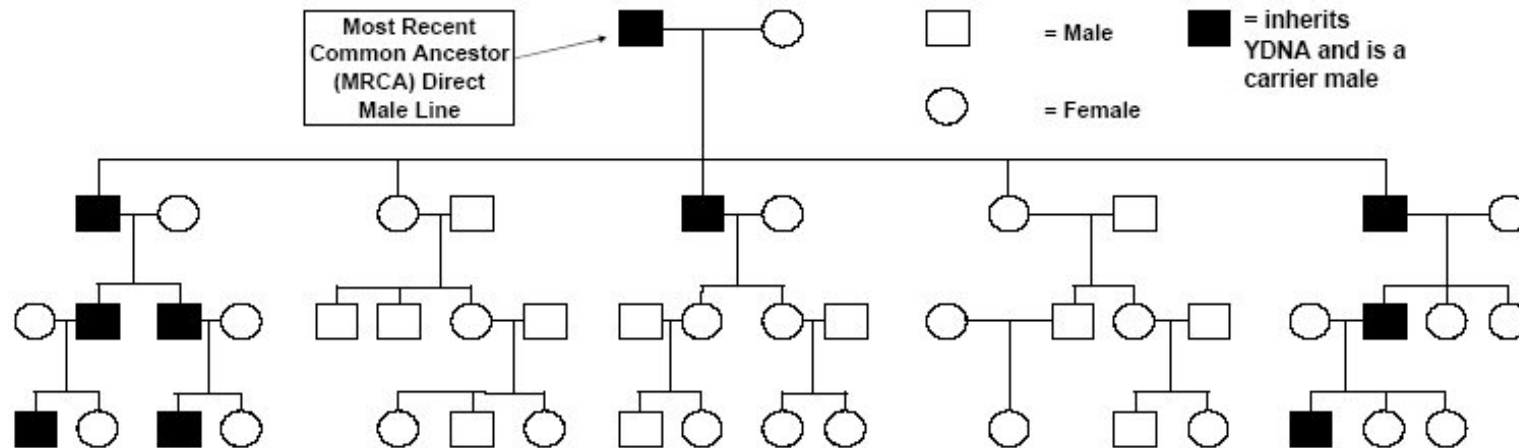 Most Recent
Common Ancestor
(MRCA) Direct
Male Line
= Male
= Female
= inherits
YDNA and is a
carrier male